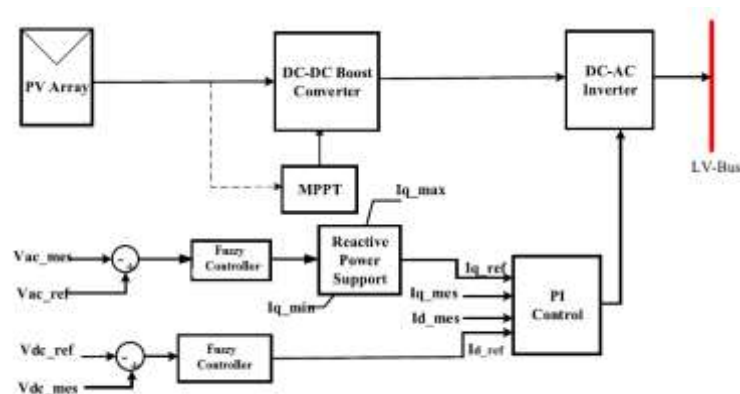 PV Array
DC-DC Boost
Converter
DC-AC
Inverter
LV-Bus
MPPT
Iq_max
Vac_mes
Vac_ref
-
+
Fuzzy
Controller
Reactive
Power
Support
Iq_min
Iq_ref
Iq_mes
Id_mes
Id_ref
PI
Control
Vdc_ref
Vdc_mes
-
+
Fuzzy
Controller